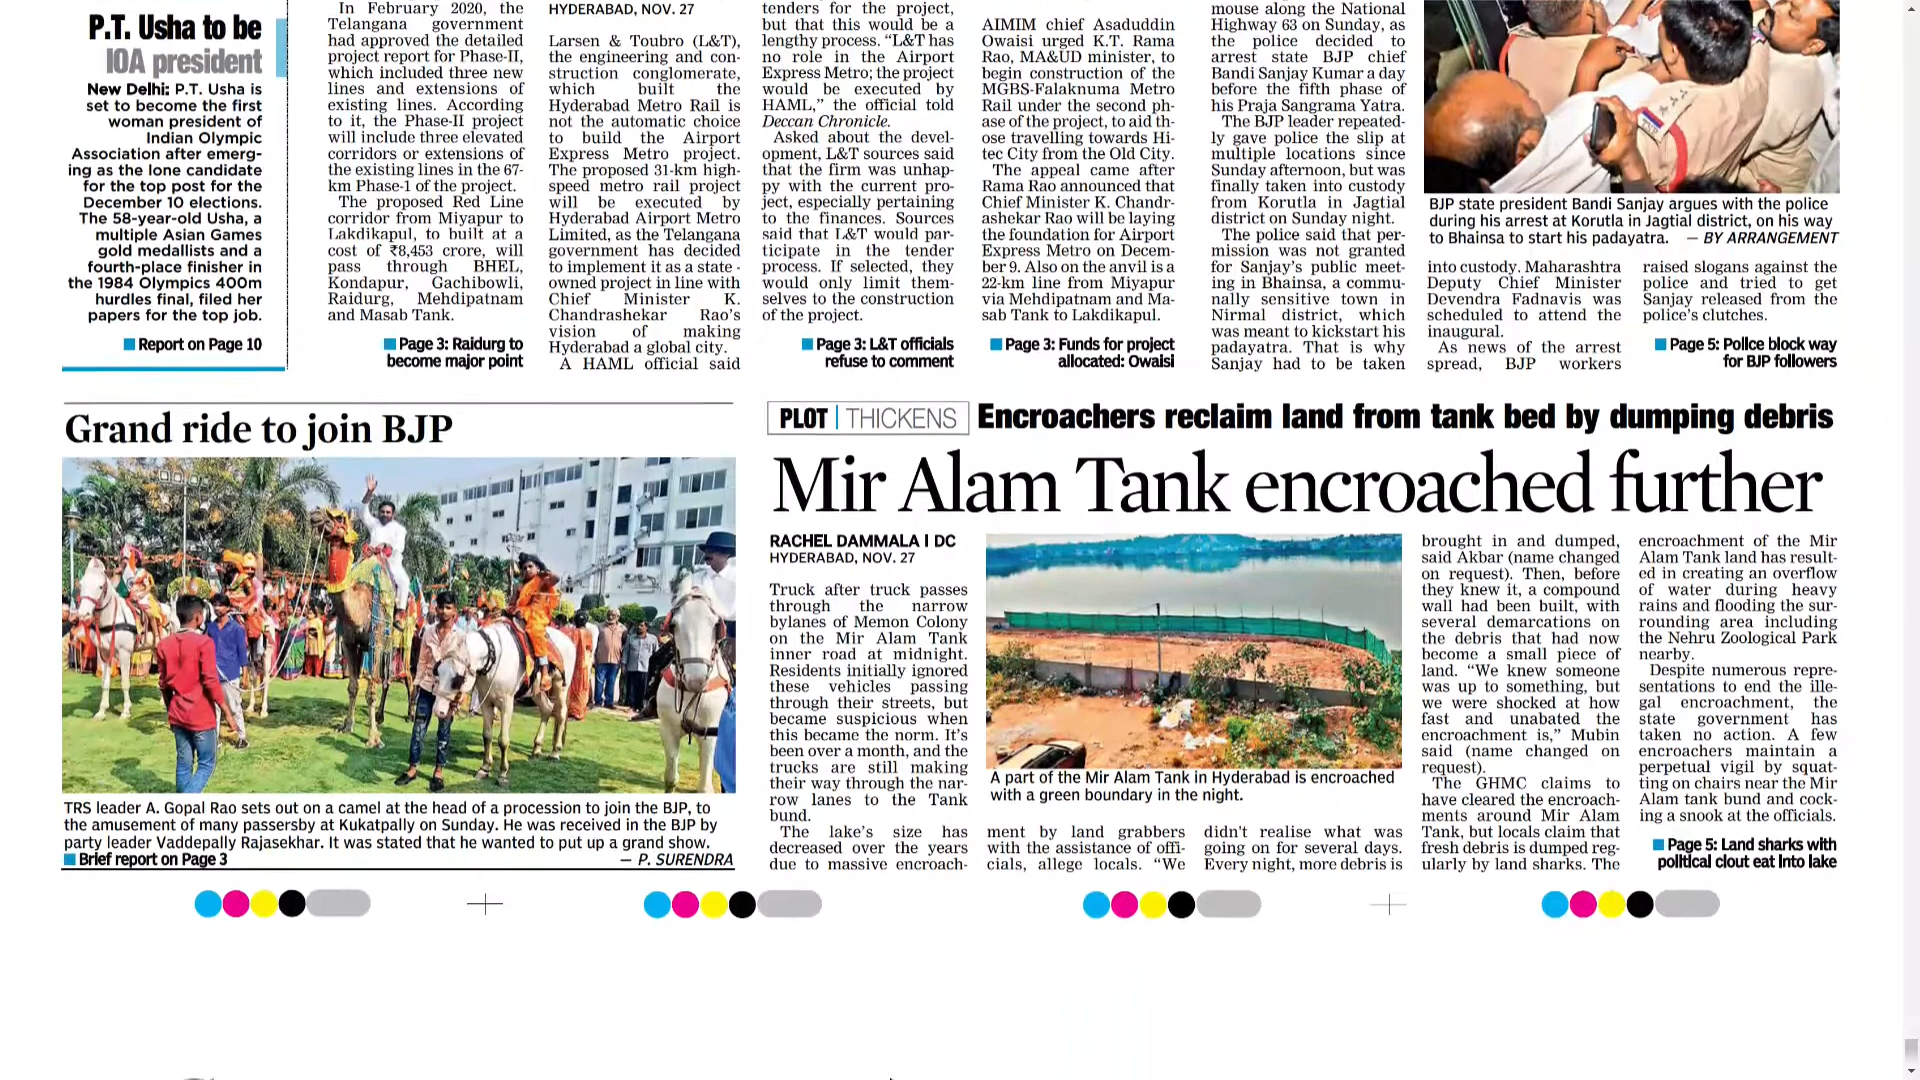 P.T. Usha to be
IOA president
New Delhi: P.T. Usha is
set to become the first
woman president of
Indian Olympic
Association after emerg-
ing as the lone candidate
for the top post for the
December 10 elections.
The 58-year-old Usha, a
multiple Asian Games
gold medallists and a
fourth-place finisher in
the 1984 Olympics 400m
hurdles final, filed her
papers for the top job.
Report on Page 10
In February 2020, the
Telangana government
had approved the detailed
project report for Phase-II,
which included three new
lines and extensions of
existing lines. According
to it, the Phase-II project
will include three elevated
corridors or extensions of
the existing lines in the 67-
km Phase-1 of the project.
The proposed Red Line
corridor from Miyapur to
Lakdikapul, to built at a
cost of ₹8,453 crore, will
pass through BHEL,
Kondapur, Gachibowli,
Raidurg, Mehdipatnam
and Masab Tank.
Page 3: Raidurg to
become major point
HYDERABAD, NOV. 27
Larsen & Toubro (L&T),
the engineering and con-
struction conglomerate,
which built the
Hyderabad Metro Rail is
not the automatic choice
to build the Airport
Express Metro project.
The proposed 31-km high-
speed metro rail project
will be executed by
Hyderabad Airport Metro
Limited, as the Telangana
government has decided
to implement it as a state-
owned project in line with
Chief Minister K.
Chandrashekar Rao's
vision of making
Hyderabad a global city.
A HAML official said
tenders for the project,
but that this would be a
lengthy process. “L&T has
no role in the Airport
Express Metro; the project
would be executed by
HAML,” the official told
Deccan Chronicle.
Asked about the devel-
opment, L&T sources said
that the firm was unhap-
py with the current pro-
ject, especially pertaining
to the finances. Sources
said that L&T would par-
ticipate in the tender
process. If selected, they
would only limit them-
selves to the construction
of the project.
Page 3: L&T officials
refuse to comment
AIMIM chief Asaduddin
Owaisi urged K.T. Rama
Rao, MA&UD minister, to
begin construction of the
MGBS-Falaknuma Metro
Rail under the second ph-
ase of the project, to aid th-
ose travelling towards Hi-
tec City from the Old City.
The appeal came after
Rama Rao announced that
Chief Minister K. Chandr-
ashekar Rao will be laying
the foundation for Airport
Express Metro on Decem-
ber 9. Also on the anvil is a
22-km line from Miyapur
via Mehdipatnam and Ma-
sab Tank to Lakdikapul.
Page 3: Funds for project
allocated: Owaisi
mouse along the National
Highway 63 on Sunday, as
the police decided to
arrest state BJP chief
Bandi Sanjay Kumar a day
before the fifth phase of
his Praja Sangrama Yatra.
The BJP leader repeated-
ly gave police the slip at
multiple locations since
Sunday afternoon, but was
finally taken into custody
from Korutla in Jagtial
district on Sunday night.
The police said that per-
mission was not granted
for Sanjay's public meet-
ing in Bhainsa, a commu-
nally sensitive town in
Nirmal district, which
was meant to kickstart his
padayatra. That is why
Sanjay had to be taken
BJP state president Bandi Sanjay argues with the police
during his arrest at Korutla in Jagtial district, on his way
to Bhainsa to start his padayatra. — BY ARRANGEMENT
into custody. Maharashtra
Deputy Chief Minister
Devendra Fadnavis was
scheduled to attend the
inaugural.
As news of the arrest
spread, BJP workers
raised slogans against the
police and tried to get
Sanjay released from the
police's clutches.
Page 5: Police block way
for BJP followers
Grand ride to join BJP
TRS leader A. Gopal Rao sets out on a camel at the head of a procession to join the BJP, to
the amusement of many passersby at Kukatpally on Sunday. He was received in the BJP by
party leader Vaddepally Rajasekhar. It was stated that he wanted to put up a grand show.
Brief report on Page 3 — P. SURENDRA
PLOT | THICKENS Encroachers reclaim land from tank bed by dumping debris
Mir Alam Tank encroached further
RACHEL DAMMALA I DC
HYDERABAD, NOV. 27
Truck after truck passes
through the narrow
bylanes of Memon Colony
on the Mir Alam Tank
inner road at midnight.
Residents initially ignored
these vehicles passing
through their streets, but
became suspicious when
this became the norm. It's
been over a month, and the
trucks are still making
their way through the nar-
row lanes to the Tank
bund.
The lake's size has
decreased over the years
due to massive encroach-
A part of the Mir Alam Tank in Hyderabad is encroached
with a green boundary in the night.
ment by land grabbers
with the assistance of offi-
cials, allege locals. “We
didn't realise what was
going on for several days.
Every night, more debris is
brought in and dumped,
said Akbar (name changed
on request). Then, before
they knew it, a compound
wall had been built, with
several demarcations on
the debris that had now
become a small piece of
land. “We knew someone
was up to something, but
we were shocked at how
fast and unabated the
encroachment is,” Mubin
said (name changed on
request).
The GHMC claims to
have cleared the encroach-
ments around Mir Alam
Tank, but locals claim that
fresh debris is dumped reg-
ularly by land sharks. The
encroachment of the Mir
Alam Tank land has result-
ed in creating an overflow
of water during heavy
rains and flooding the sur-
rounding area including
the Nehru Zoological Park
nearby.
Despite numerous repre-
sentations to end the ille-
gal encroachment, the
state government has
taken no action. A few
encroachers maintain a
perpetual vigil by squat-
ting on chairs near the Mir
Alam tank bund and cock-
ing a snook at the officials.
Page 5: Land sharks with
political clout eat into lake